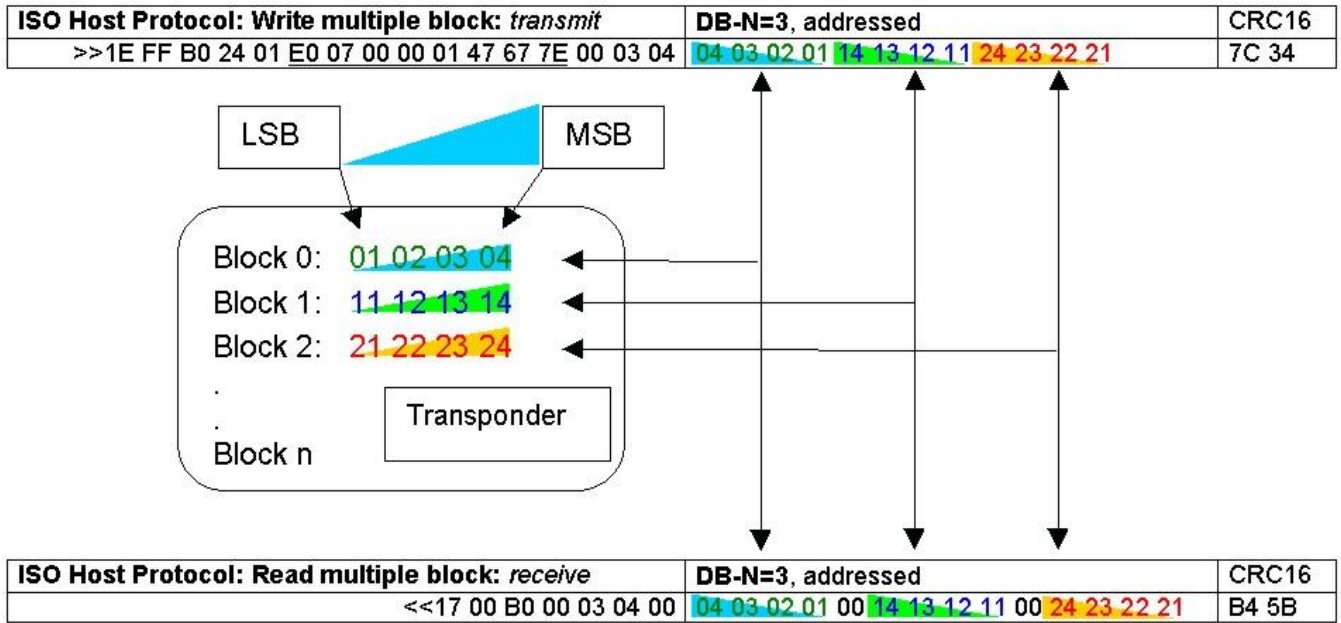 ISO Host Protocol: Write multiple block: transmit DB-N=3, addressed CRC16
>>1E FF B0 24 01 E0 07 00 00 01 47 67 7E 00 03 04 04 03 02 01 14 13 12 11 24 23 22 21 7C 34
LSB MSB
Block 0: 01 02 03 04
Block 1: 11 12 13 14
Block 2: 21 22 23 24
.
.
Transponder
Block n
ISO Host Protocol: Read multiple block: receive DB-N=3, addressed CRC16
<<17 00 B0 00 03 04 00 04 03 02 01 00 14 13 12 11 00 24 23 22 21 B4 5B